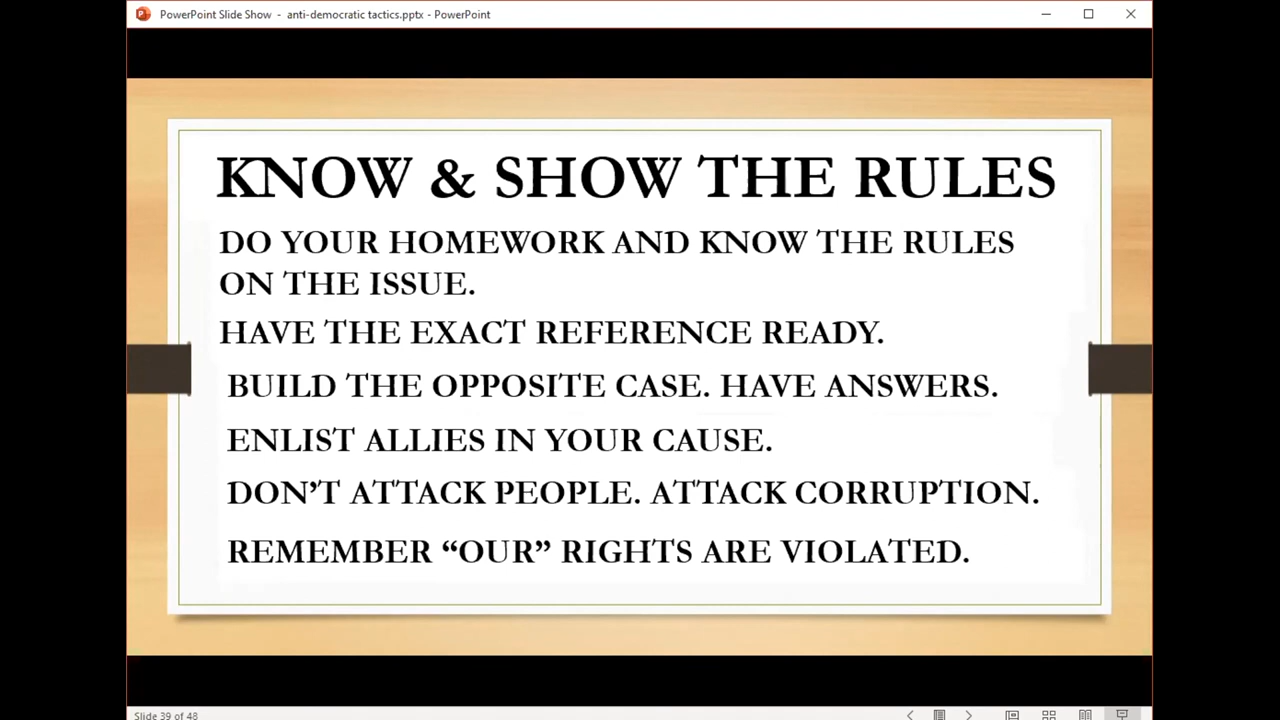 PowerPoint Slide Show - anti-democratic tactics.pptx - PowerPoint
KNOW & SHOW THE RULES
DO YOUR HOMEWORK AND KNOW THE RULES
ON THE ISSUE.
HAVE THE EXACT REFERENCE READY.
BUILD THE OPPOSITE CASE. HAVE ANSWERS.
ENLIST ALLIES IN YOUR CAUSE.
DON’T ATTACK PEOPLE. ATTACK CORRUPTION.
REMEMBER “OUR” RIGHTS ARE VIOLATED.
Slide 39 of 48